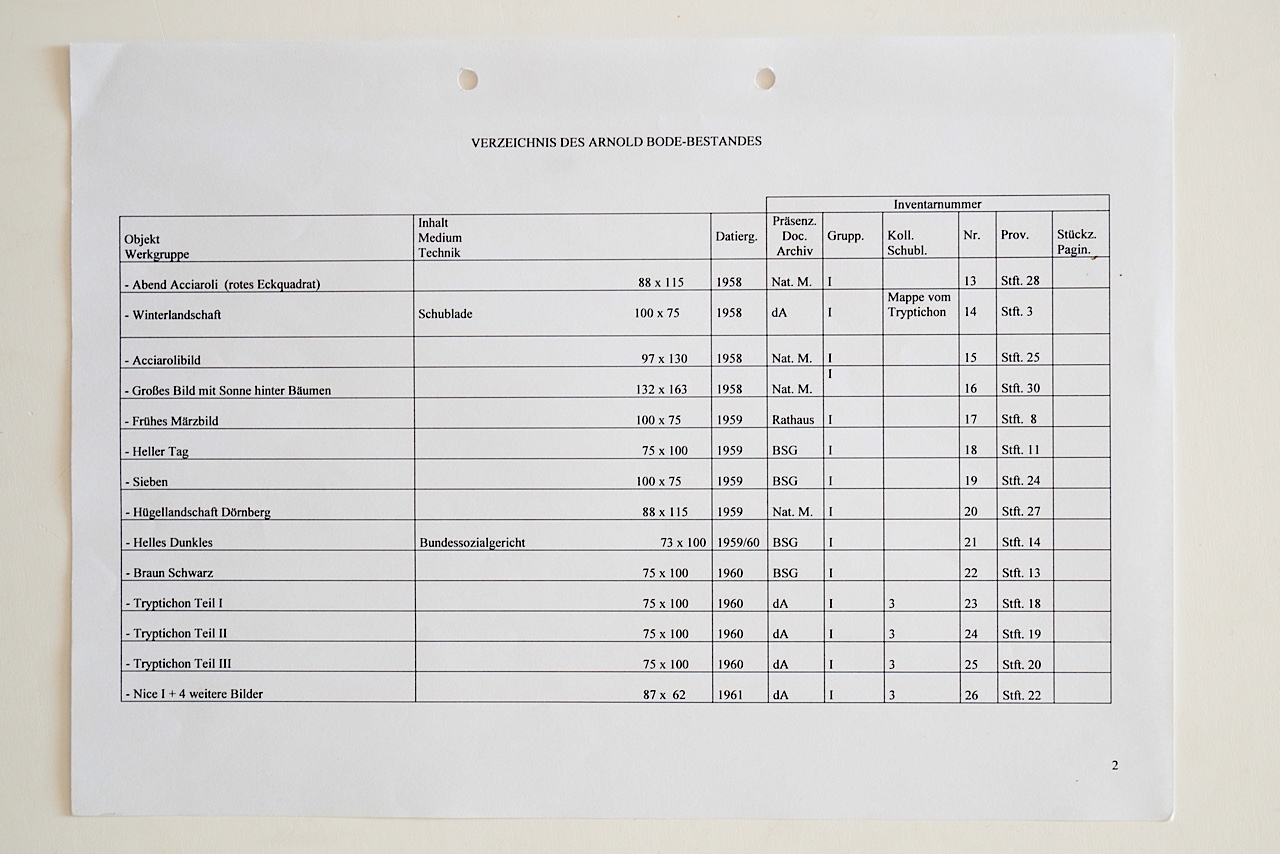 VERZEICHNIS DES ARNOLD BODE-BESTANDES
Inventarnummer
Objekt Werkgruppe | Inhalt Medium Technik | Datierg. | Präsenz. Doc. Archiv | Grupp. | Koll. Schubl. | Nr. | Prov. | Stückz. Pagin.
- Abend Acciaroli (rotes Eckquadrat) 88 x 115 1958 Nat. M. I 13 Stft. 28
- Winterlandschaft Schublade 100 x 75 1958 dA I Mappe vom Tryptichon 14 Stft. 3
- Acciarolibild 97 x 130 1958 Nat. M. I 15 Stft. 25
- Großes Bild mit Sonne hinter Bäumen 132 x 163 1958 Nat. M. I 16 Stft. 30
- Frühes Märzbild 100 x 75 1959 Rathaus I 17 Stft. 8
- Heller Tag 75 x 100 1959 BSG I 18 Stft. 11
- Sieben 100 x 75 1959 BSG I 19 Stft. 24
- Hügellandschaft Dörnberg 88 x 115 1959 Nat. M. I 20 Stft. 27
- Helles Dunkles Bundessozialgericht 73 x 100 1959/60 BSG I 21 Stft. 14
- Braun Schwarz 75 x 100 1960 BSG I 22 Stft. 13
- Tryptichon Teil I 75 x 100 1960 dA I 3 23 Stft. 18
- Tryptichon Teil II 75 x 100 1960 dA I 3 24 Stft. 19
- Tryptichon Teil III 75 x 100 1960 dA I 3 25 Stft. 20
- Nice I + 4 weitere Bilder 87 x 62 1961 dA I 3 26 Stft. 22
2